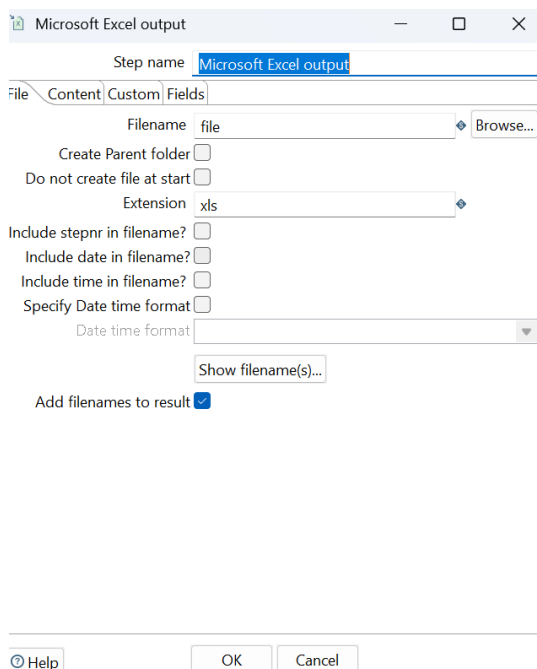 Microsoft Excel output
Step name Microsoft Excel output
File Content Custom Fields
Filename file Browse...
Create Parent folder
Do not create file at start
Extension xls
Include stepnr in filename?
Include date in filename?
Include time in filename?
Specify Date time format
Date time format
Show filename(s)...
Add filenames to result
Help OK Cancel